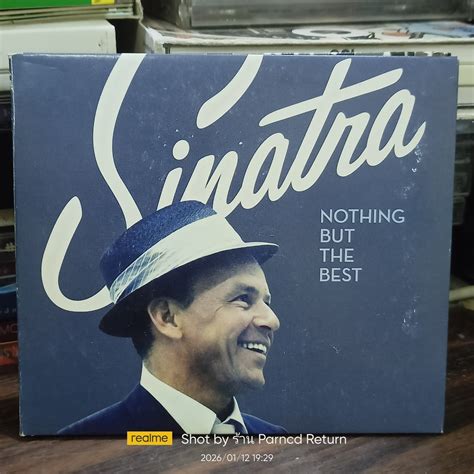 Sinatra
NOTHING
BUT
THE
BEST
realme
Shot by ร้าน Parncd Return
2026/01/12 19:29